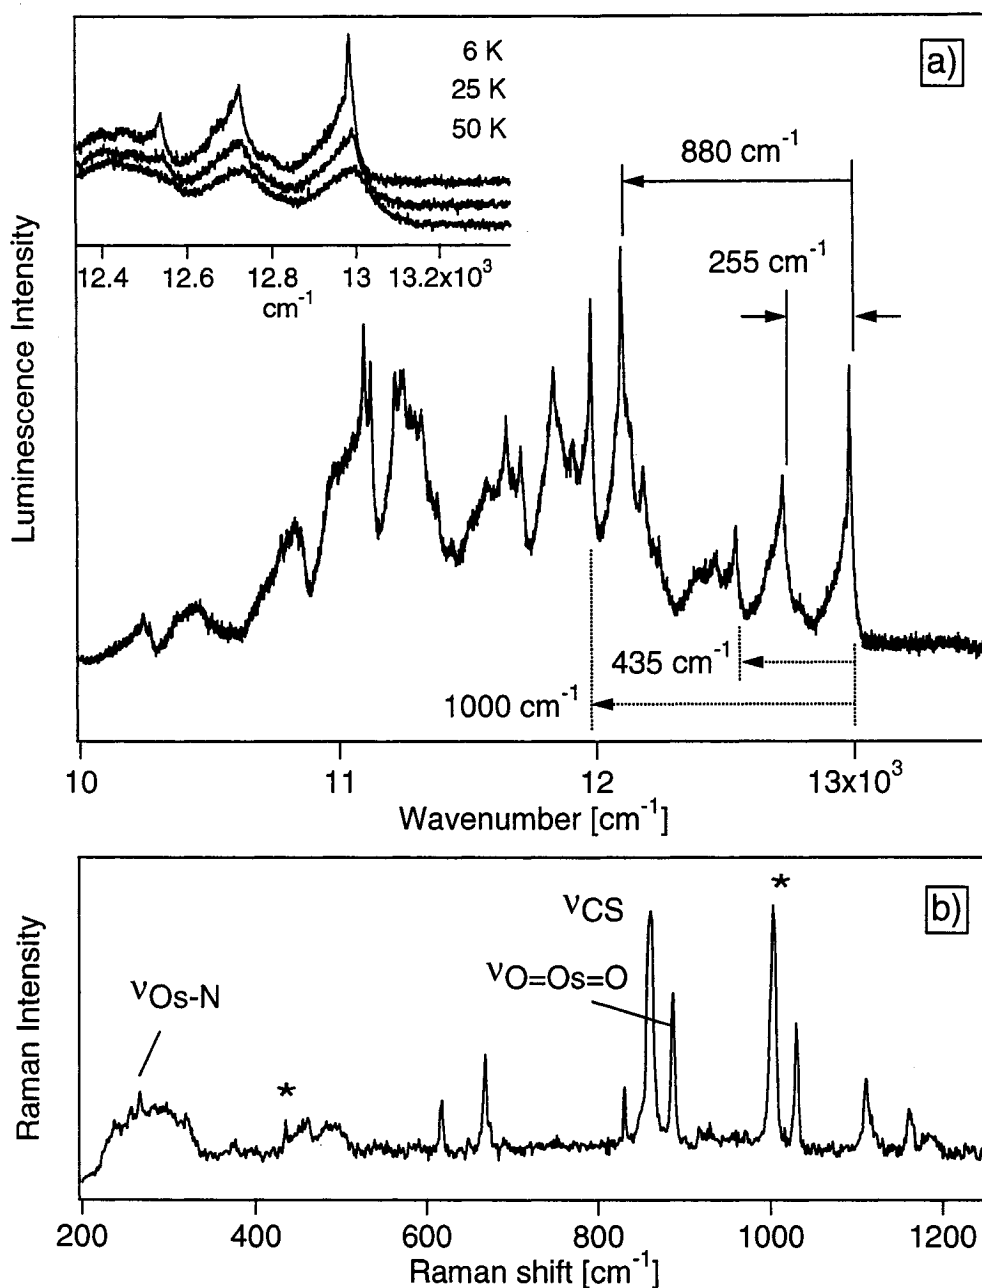 6 K
25 K
50 K
a)
880 cm⁻¹
255 cm⁻¹
12.4 12.6 12.8 13 13.2x10³
cm⁻¹
Luminescence Intensity
435 cm⁻¹
1000 cm⁻¹
10 11 12 13x10³
Wavenumber [cm⁻¹]
b)
*
νCS
νO=Os=O
νOs-N
*
Raman Intensity
200 400 600 800 1000 1200
Raman shift [cm⁻¹]